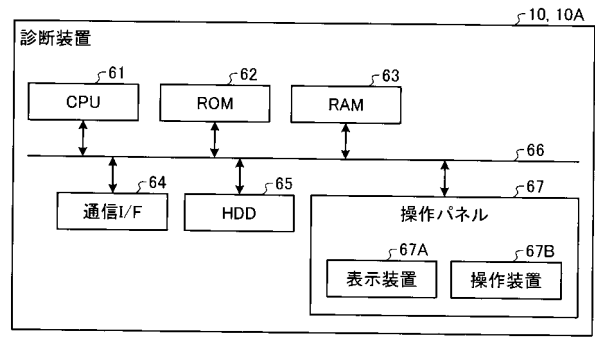 10, 10A
診断装置
61
62
63
CPU
ROM
RAM
66
64
65
67
通信I/F
HDD
操作パネル
67A
67B
表示装置
操作装置